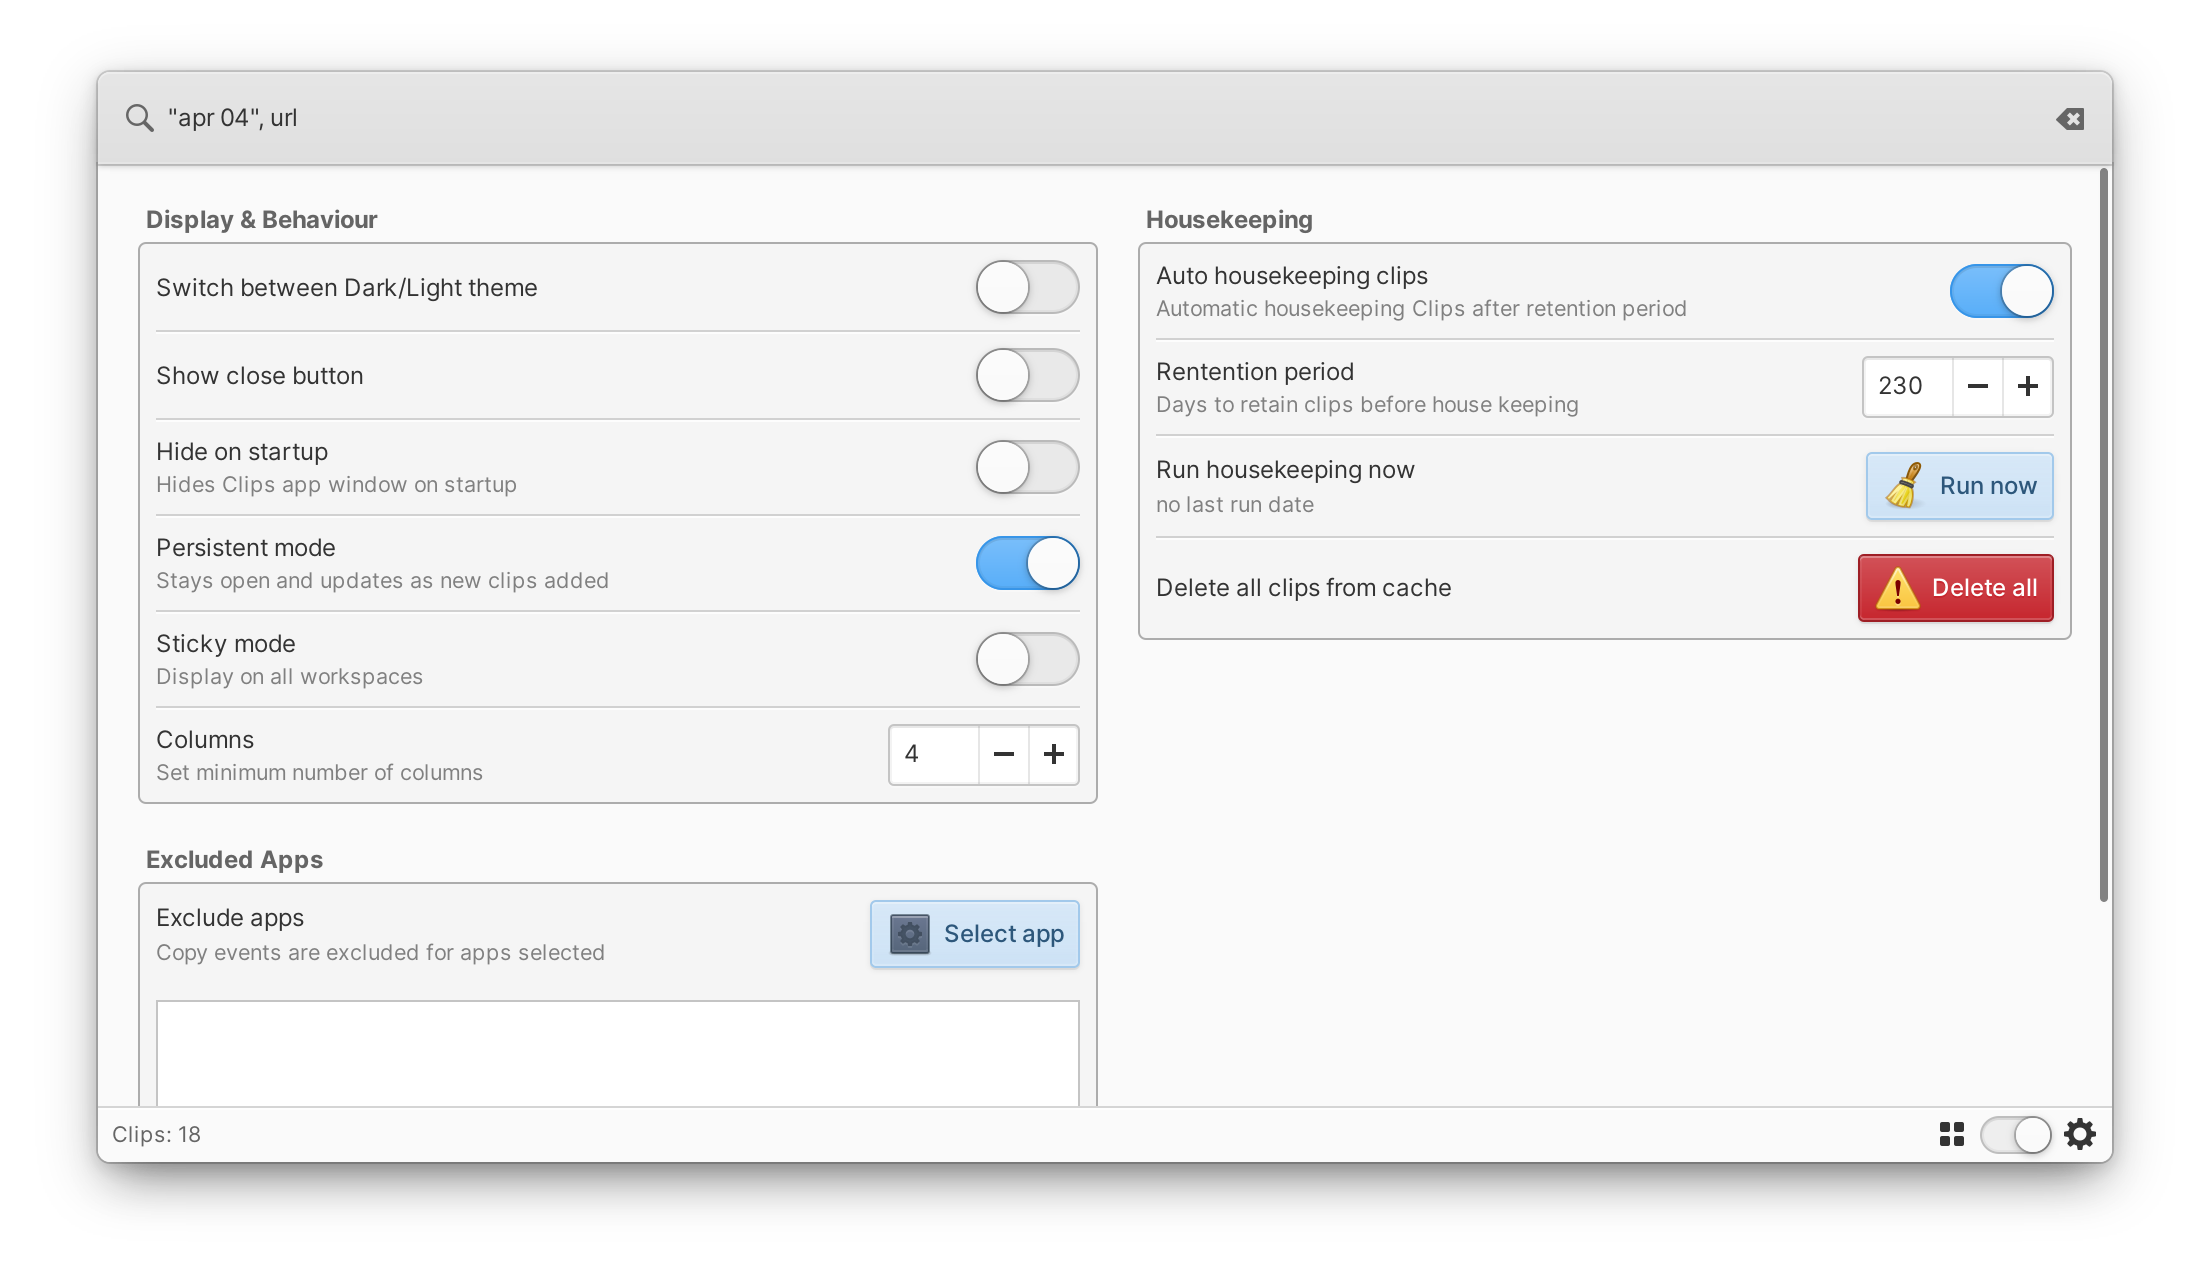 "apr 04", url
Display & Behaviour
Switch between Dark/Light theme
Show close button
Hide on startup
Hides Clips app window on startup
Persistent mode
Stays open and updates as new clips added
Sticky mode
Display on all workspaces
Columns
Set minimum number of columns
4
Excluded Apps
Exclude apps
Copy events are excluded for apps selected
Select app
Housekeeping
Auto housekeeping clips
Automatic housekeeping Clips after retention period
Rentention period
Days to retain clips before house keeping
230
Run housekeeping now
no last run date
Run now
Delete all clips from cache
Delete all
Clips: 18